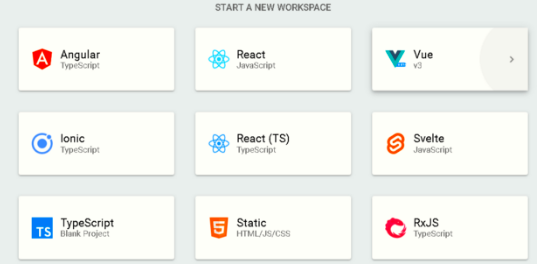 START A NEW WORKSPACE
Angular
TypeScript
React
JavaScript
Vue
v3
Ionic
TypeScript
React (TS)
TypeScript
Svelte
JavaScript
TS
TypeScript
Blank Project
Static
HTML/JS/CSS
RxJS
TypeScript